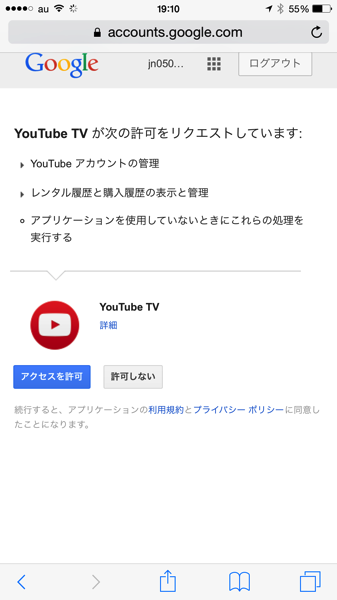 au 19:10 55%
accounts.google.com
Google jn050... ログアウト
YouTube TV が次の許可をリクエストしています:
YouTube アカウントの管理
レンタル履歴と購入履歴の表示と管理
アプリケーションを使用していないときにこれらの処理を
実行する
YouTube TV
詳細
アクセスを許可 許可しない
続行すると、アプリケーションの利用規約とプライバシー ポリシーに同意し
たことになります。